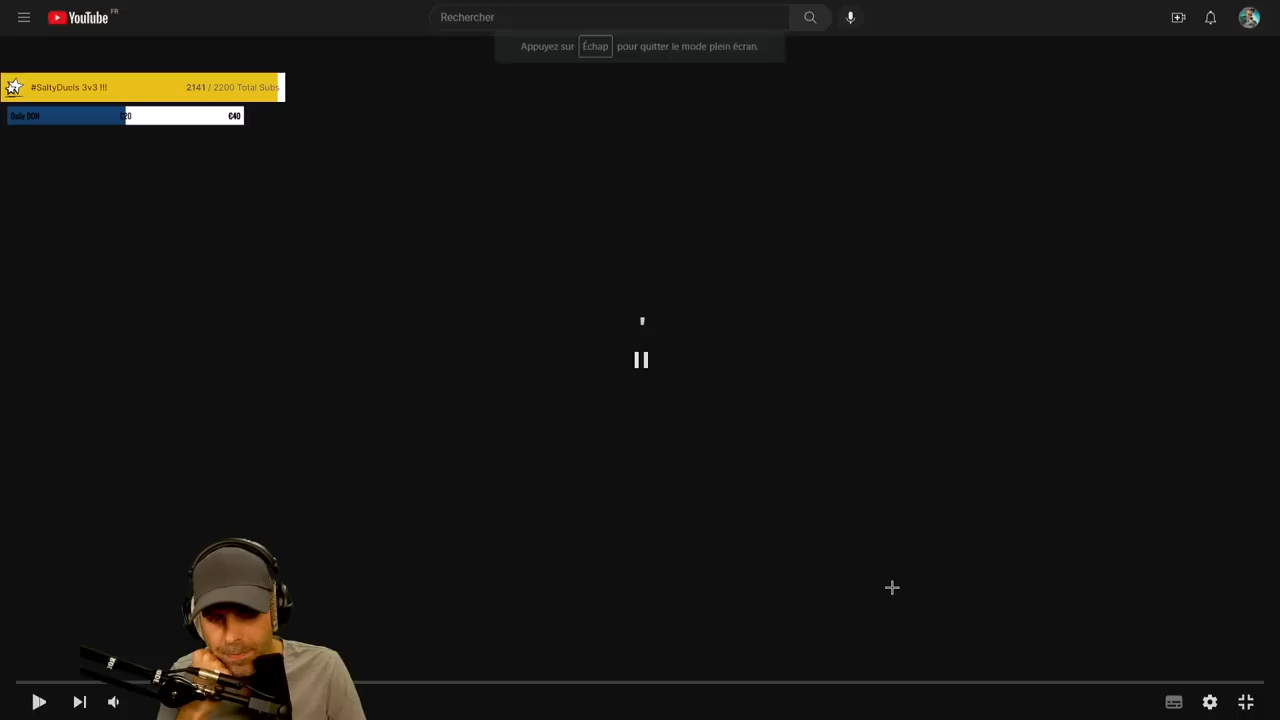 YouTube FR
Rechercher
Appuyez sur Échap pour quitter le mode plein écran.
#SaltyDuels 3v3 !!! 2141 / 2200 Total Subs
Daily DON €20 €40